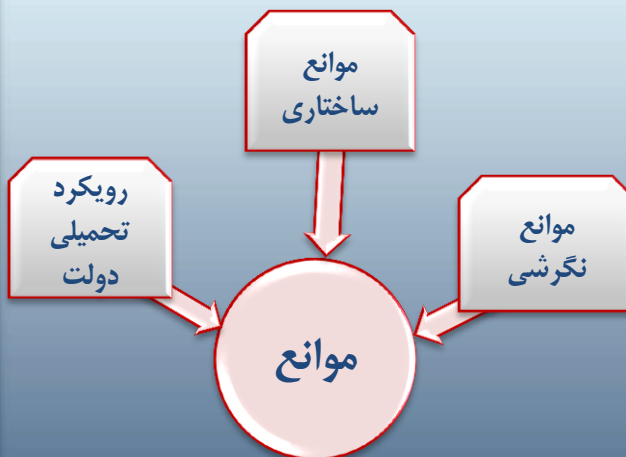 موانع
ساختاری
موانع
نگرشی
رویکرد
تحمیلی
دولت
موانع